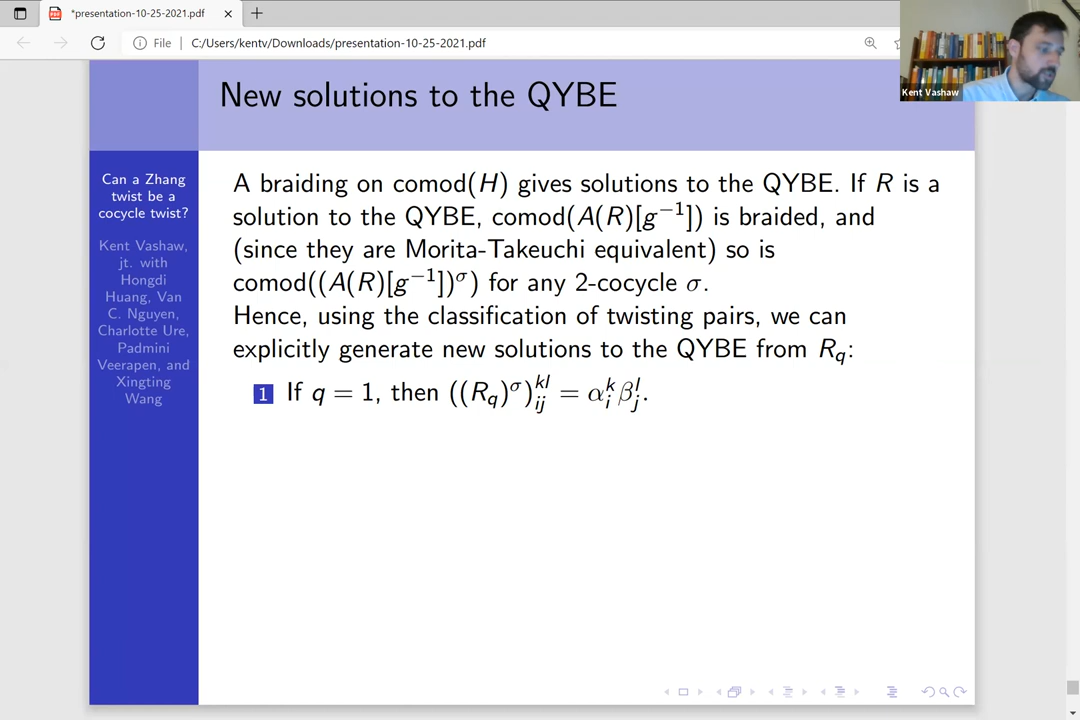 *presentation-10-25-2021.pdf
File | C:/Users/kentv/Downloads/presentation-10-25-2021.pdf
Kent Vashaw
New solutions to the QYBE
Can a Zhang
twist be a
cocycle twist?
Kent Vashaw,
jt. with
Hongdi
Huang, Van
C. Nguyen,
Charlotte Ure,
Padmini
Veerapen, and
Xingting
Wang
A braiding on comod(H) gives solutions to the QYBE. If R is a
solution to the QYBE, comod(A(R)[g⁻¹]) is braided, and
(since they are Morita-Takeuchi equivalent) so is
comod((A(R)[g⁻¹])^σ) for any 2-cocycle σ.
Hence, using the classification of twisting pairs, we can
explicitly generate new solutions to the QYBE from R_q:
1 If q = 1, then ((R_q)^σ)_{ij}^{kl} = α_i^k β_j^l.